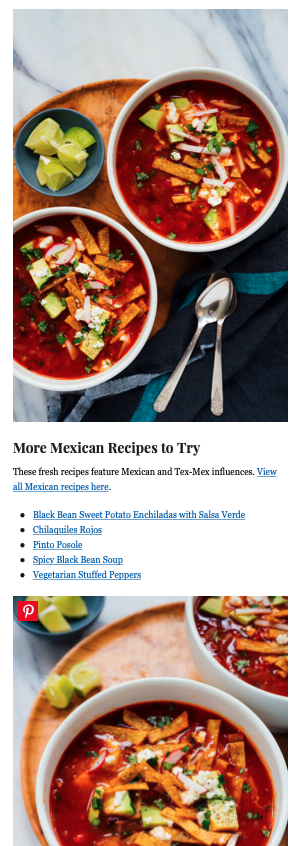 More Mexican Recipes to Try
These fresh recipes feature Mexican and Tex-Mex influences. View
all Mexican recipes here.
Black Bean Sweet Potato Enchiladas with Salsa Verde
Chilaquiles Rojos
Pinto Posole
Spicy Black Bean Soup
Vegetarian Stuffed Peppers